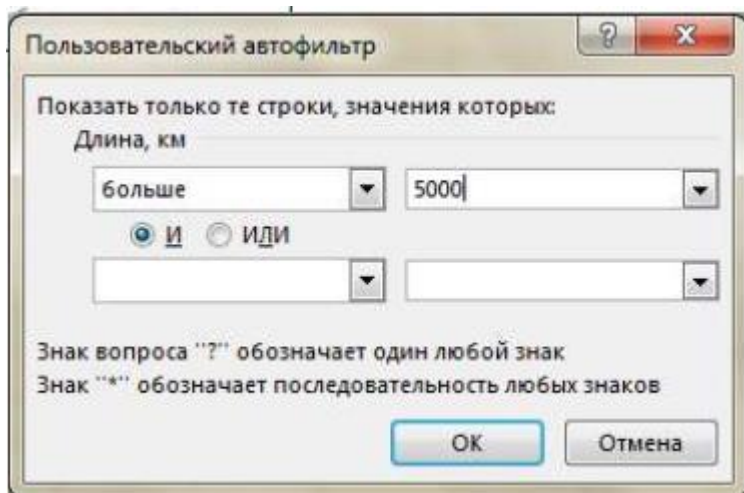 Пользовательский автофильтр
?
Показать только те строки, значения которых:
Длина, км
больше 5000
И ИЛИ
Знак вопроса "?" обозначает один любой знак
Знак "*" обозначает последовательность любых знаков
ОК Отмена